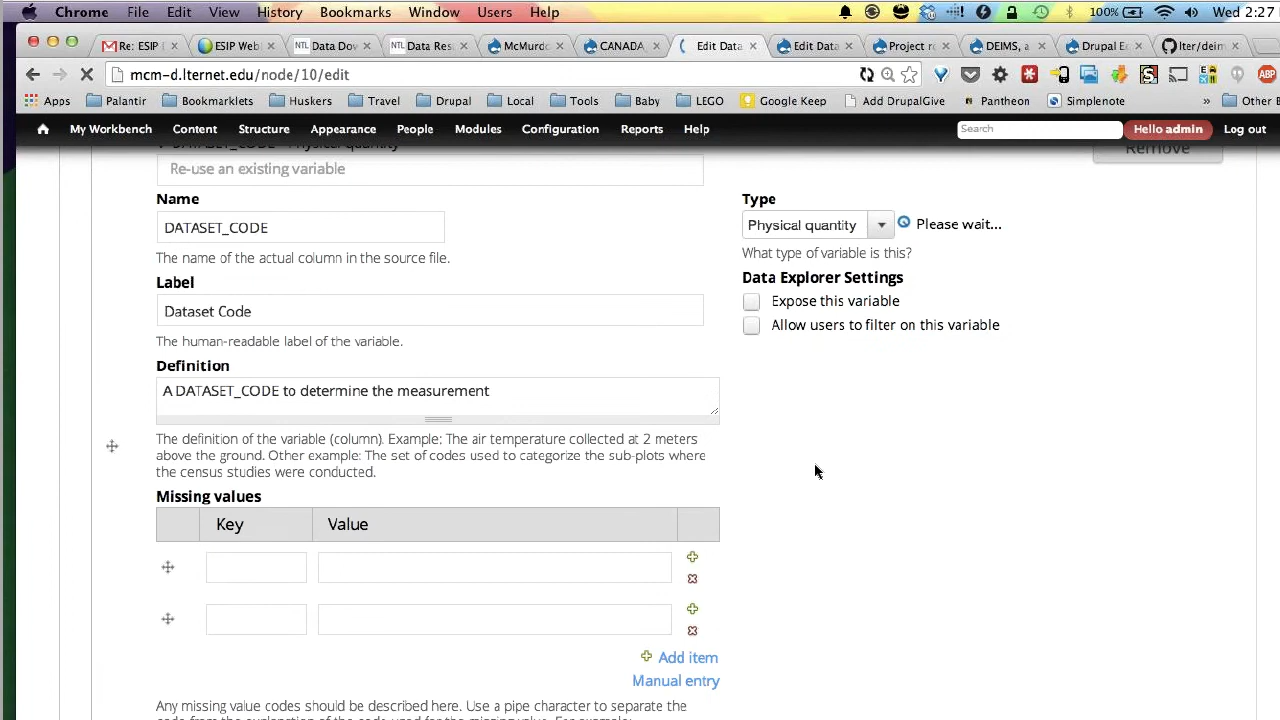 Chrome File Edit View History Bookmarks Window Users Help 100% Wed 2:27
Re: ESIP ESIP Web NTL Data Dov NTL Data Res McMurdo CANADA, Edit Data Edit Data Project r DEIMS, a Drupal E lter/deim
mcm-d.lternet.edu/node/10/edit ABP
Apps Palantir Bookmarklets Huskers Travel Drupal Local Tools Baby LEGO Google Keep Add DrupalGive Pantheon Simplenote » Other B
My Workbench Content Structure Appearance People Modules Configuration Reports Help Search Hello admin Log out
Remove
Re-use an existing variable
Name
DATASET_CODE
The name of the actual column in the source file.
Label
Dataset Code
The human-readable label of the variable.
Definition
A DATASET_CODE to determine the measurement
The definition of the variable (column). Example: The air temperature collected at 2 meters
above the ground. Other example: The set of codes used to categorize the sub-plots where
the census studies were conducted.
Missing values
Key Value
Add item
Manual entry
Any missing value codes should be described here. Use a pipe character to separate the
Type
Physical quantity Please wait...
What type of variable is this?
Data Explorer Settings
Expose this variable
Allow users to filter on this variable